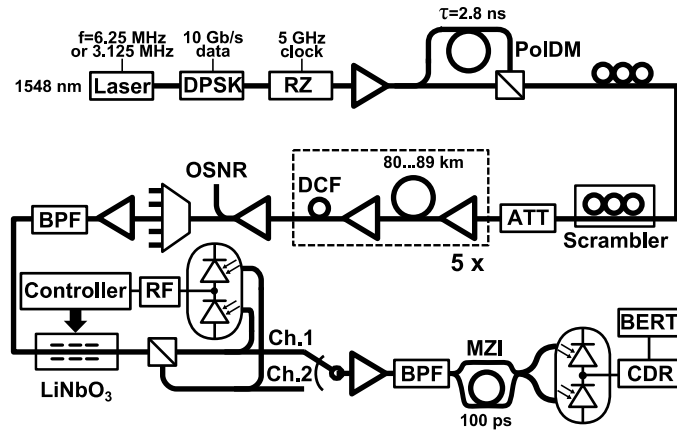 τ=2.8 ns
f=6.25 MHz
or 3.125 MHz
10 Gb/s
data
5 GHz
clock
PolDM
1548 nm
Laser
DPSK
RZ
OSNR
80...89 km
DCF
BPF
ATT
Scrambler
5 x
Controller
RF
LiNbO3
Ch.1
Ch.2
MZI
BPF
100 ps
BERT
CDR